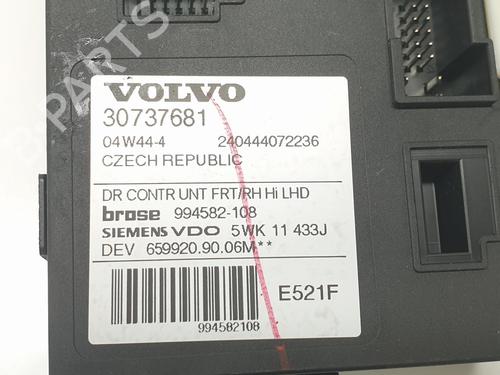 VOLVO
30737681
04W44-4 240444072236
CZECH REPUBLIC
DR CONTR UNT FRT/RH Hi LHD
brose 994582-108
SIEMENS VDO 5WK 11 433J
DEV 659920.90.06M**
E521F
994582108
PARTS